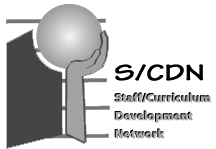 S/CDN
Staff/Curriculum
Development
Network